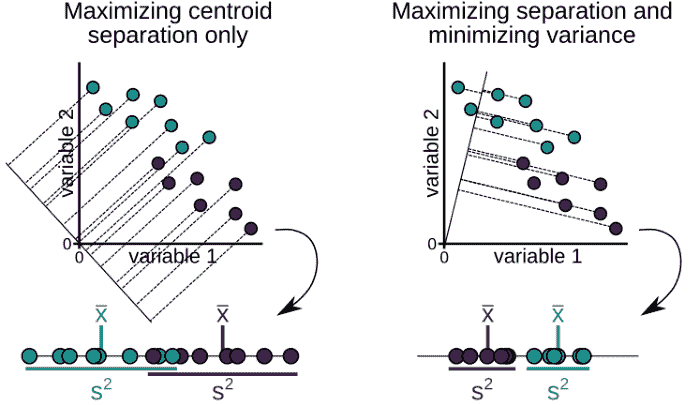 Maximizing centroid
separation only
variable 2
0
0
variable 1
x̅
x̅
s²
s²
Maximizing separation and
minimizing variance
variable 2
0
0
variable 1
x̅
x̅
s²
s²